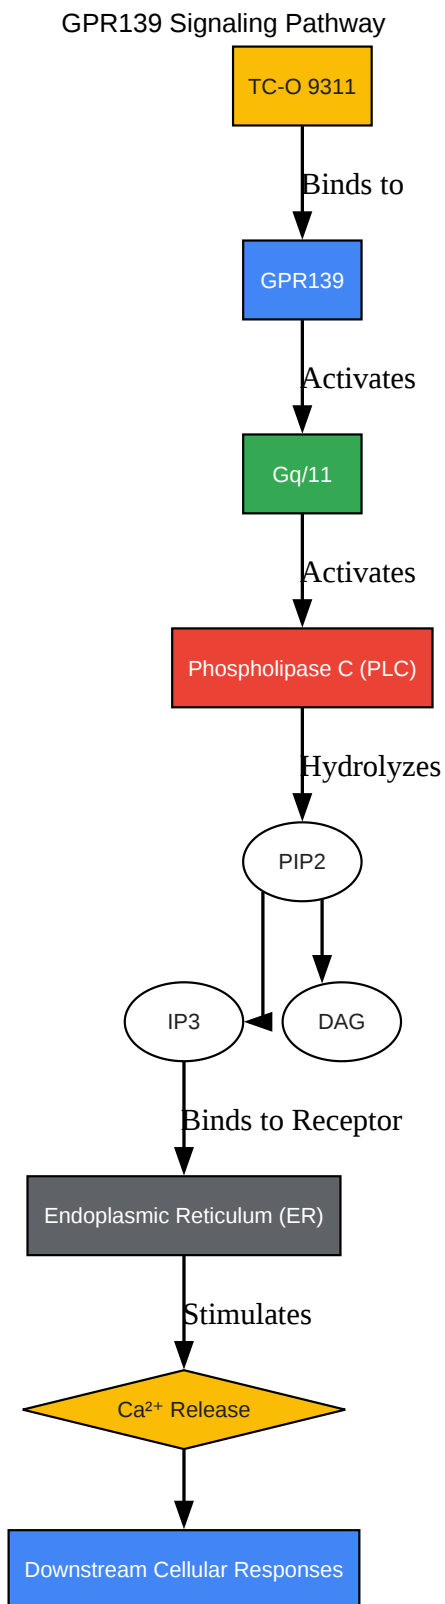 GPR139 Signaling Pathway
TC-O 9311
Binds to
GPR139
Activates
Gq/11
Activates
Phospholipase C (PLC)
Hydrolyzes
PIP2
IP3
DAG
Binds to Receptor
Endoplasmic Reticulum (ER)
Stimulates
Ca²⁺ Release
Downstream Cellular Responses